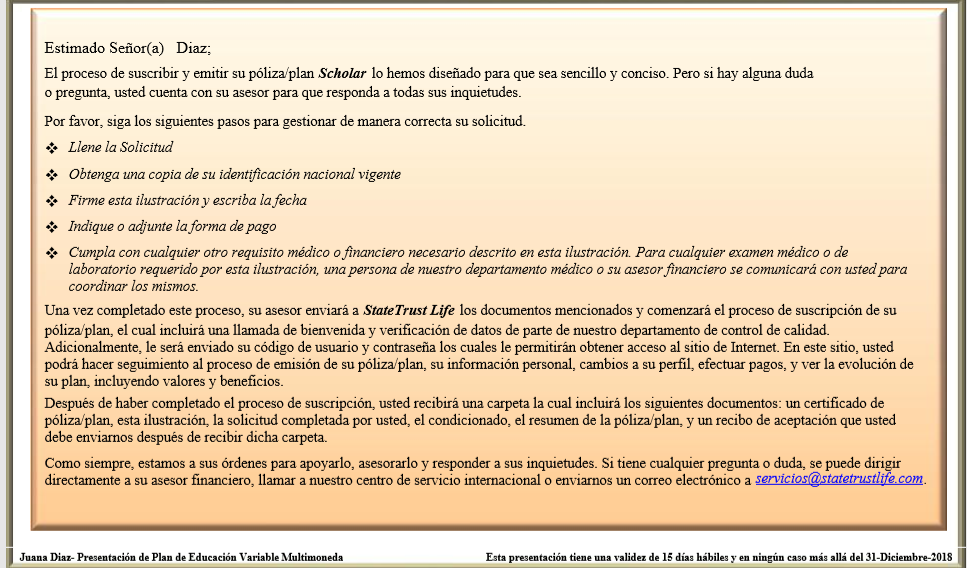 Estimado Señor(a) Diaz;
El proceso de suscribir y emitir su póliza/plan Scholar lo hemos diseñado para que sea sencillo y conciso. Pero si hay alguna duda
o pregunta, usted cuenta con su asesor para que responda a todas sus inquietudes.
Por favor, siga los siguientes pasos para gestionar de manera correcta su solicitud.
❖ Llene la Solicitud
❖ Obtenga una copia de su identificación nacional vigente
❖ Firme esta ilustración y escriba la fecha
❖ Indique o adjunte la forma de pago
❖ Cumpla con cualquier otro requisito médico o financiero necesario descrito en esta ilustración. Para cualquier examen médico o de
laboratorio requerido por esta ilustración, una persona de nuestro departamento médico o su asesor financiero se comunicará con usted para
coordinar los mismos.
Una vez completado este proceso, su asesor enviará a StateTrust Life los documentos mencionados y comenzará el proceso de suscripción de su
póliza/plan, el cual incluirá una llamada de bienvenida y verificación de datos de parte de nuestro departamento de control de calidad.
Adicionalmente, le será enviado su código de usuario y contraseña los cuales le permitirán obtener acceso al sitio de Internet. En este sitio, usted
podrá hacer seguimiento al proceso de emisión de su póliza/plan, su información personal, cambios a su perfil, efectuar pagos, y ver la evolución de
su plan, incluyendo valores y beneficios.
Después de haber completado el proceso de suscripción, usted recibirá una carpeta la cual incluirá los siguientes documentos: un certificado de
póliza/plan, esta ilustración, la solicitud completada por usted, el condicionado, el resumen de la póliza/plan, y un recibo de aceptación que usted
debe enviarnos después de recibir dicha carpeta.
Como siempre, estamos a sus órdenes para apoyarlo, asesorarlo y responder a sus inquietudes. Si tiene cualquier pregunta o duda, se puede dirigir
directamente a su asesor financiero, llamar a nuestro centro de servicio internacional o enviarnos un correo electrónico a servicios@statetrustlife.com.
Juana Diaz- Presentación de Plan de Educación Variable Multimoneda Esta presentación tiene una validez de 15 días hábiles y en ningún caso más allá del 31-Diciembre-2018